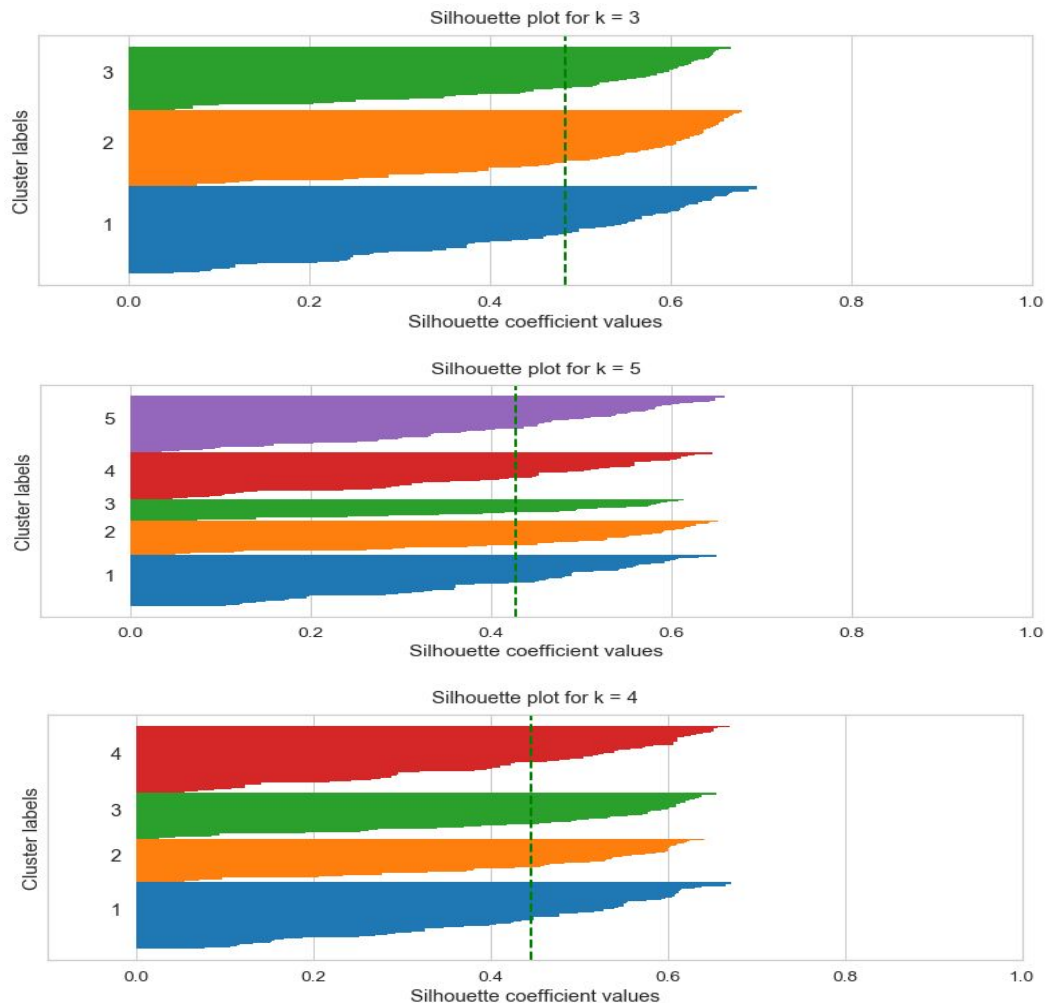 Silhouette plot for k = 3
Cluster labels
3
2
1
0.0 0.2 0.4 0.6 0.8 1.0
Silhouette coefficient values
Silhouette plot for k = 5
Cluster labels
5
4
3
2
1
0.0 0.2 0.4 0.6 0.8 1.0
Silhouette coefficient values
Silhouette plot for k = 4
Cluster labels
4
3
2
1
0.0 0.2 0.4 0.6 0.8 1.0
Silhouette coefficient values